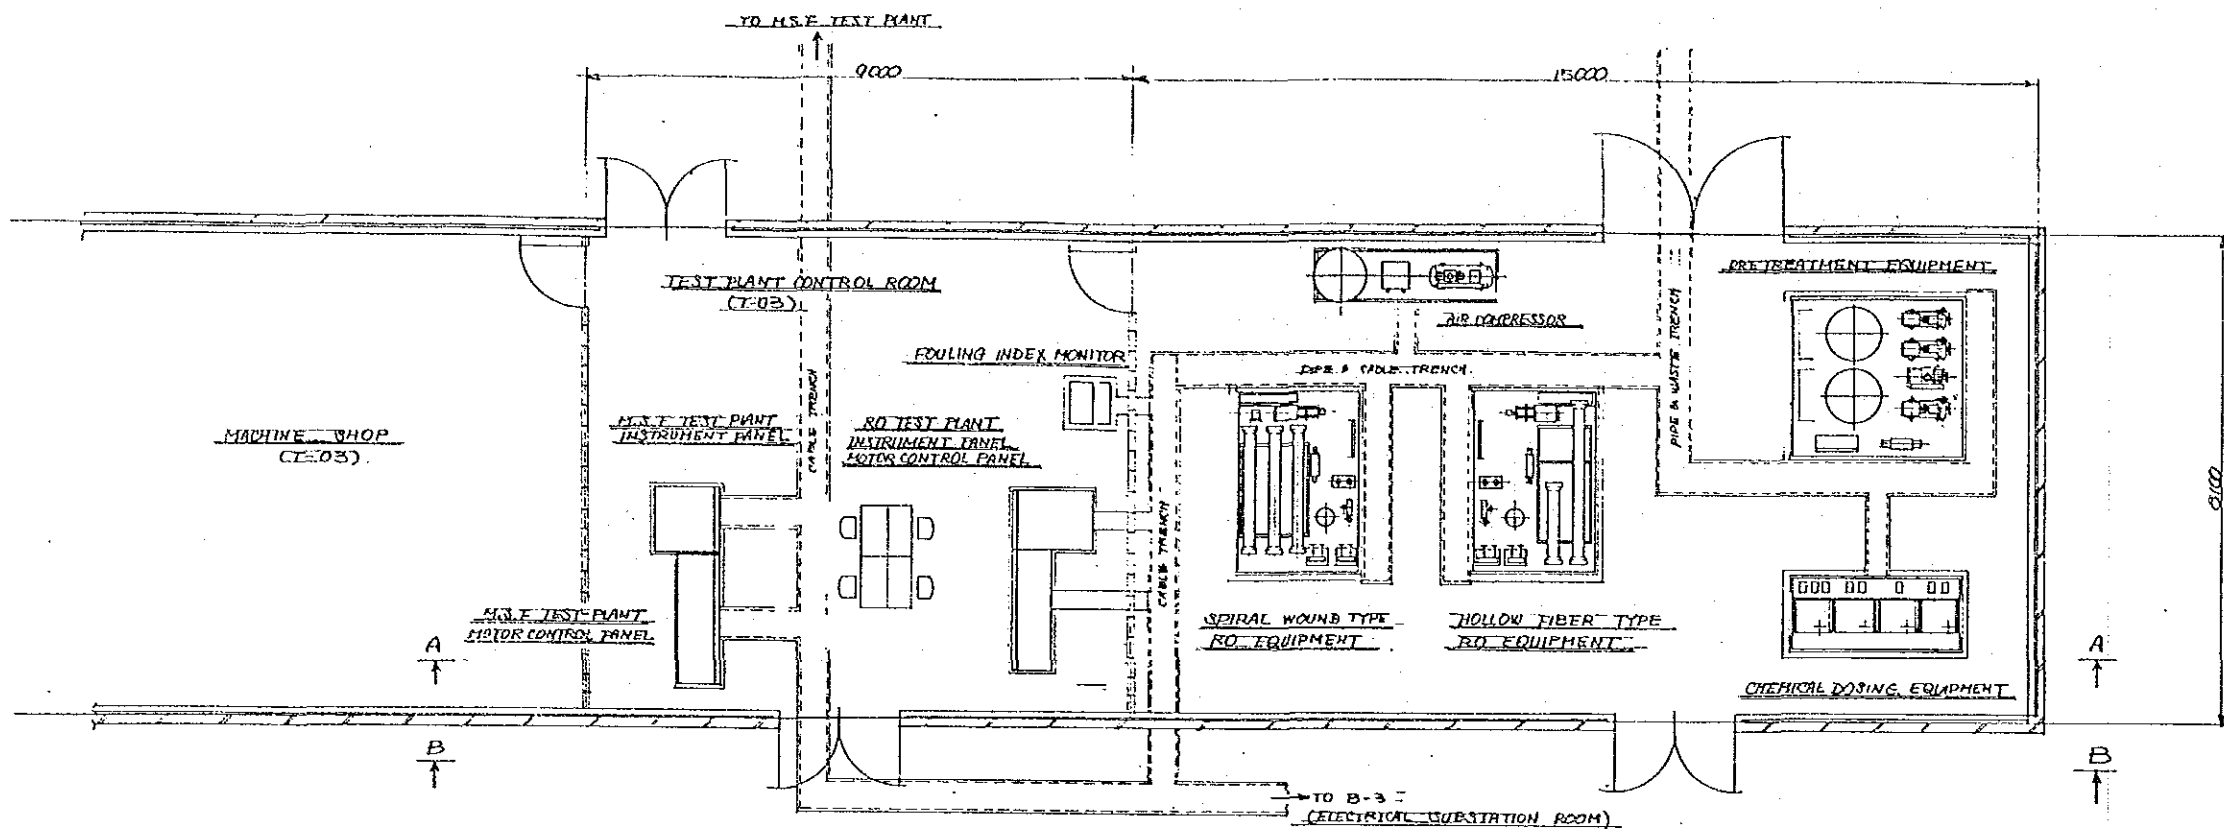 TO M.S.F TEST PLANT
9000
15000
TEST PLANT CONTROL ROOM
(T-03)
PRETREATMENT EQUIPMENT
AIR COMPRESSOR
PIPE & WASTE TRENCH
FOULING INDEX MONITOR
PIPE & CABLE TRENCH
CABLE TRENCH
M.S.F TEST PLANT
INSTRUMENT PANEL
RO TEST PLANT
INSTRUMENT PANEL
MOTOR CONTROL PANEL
MACHINE SHOP
(T-03)
8100
CABLE TRENCH
M.S.F TEST PLANT
MOTOR CONTROL PANEL
SPIRAL WOUND TYPE
RO EQUIPMENT
HOLLOW FIBER TYPE
RO EQUIPMENT
A
A
CHEMICAL DOSING EQUIPMENT
B
B
TO B-3
(ELECTRICAL SUBSTATION ROOM)